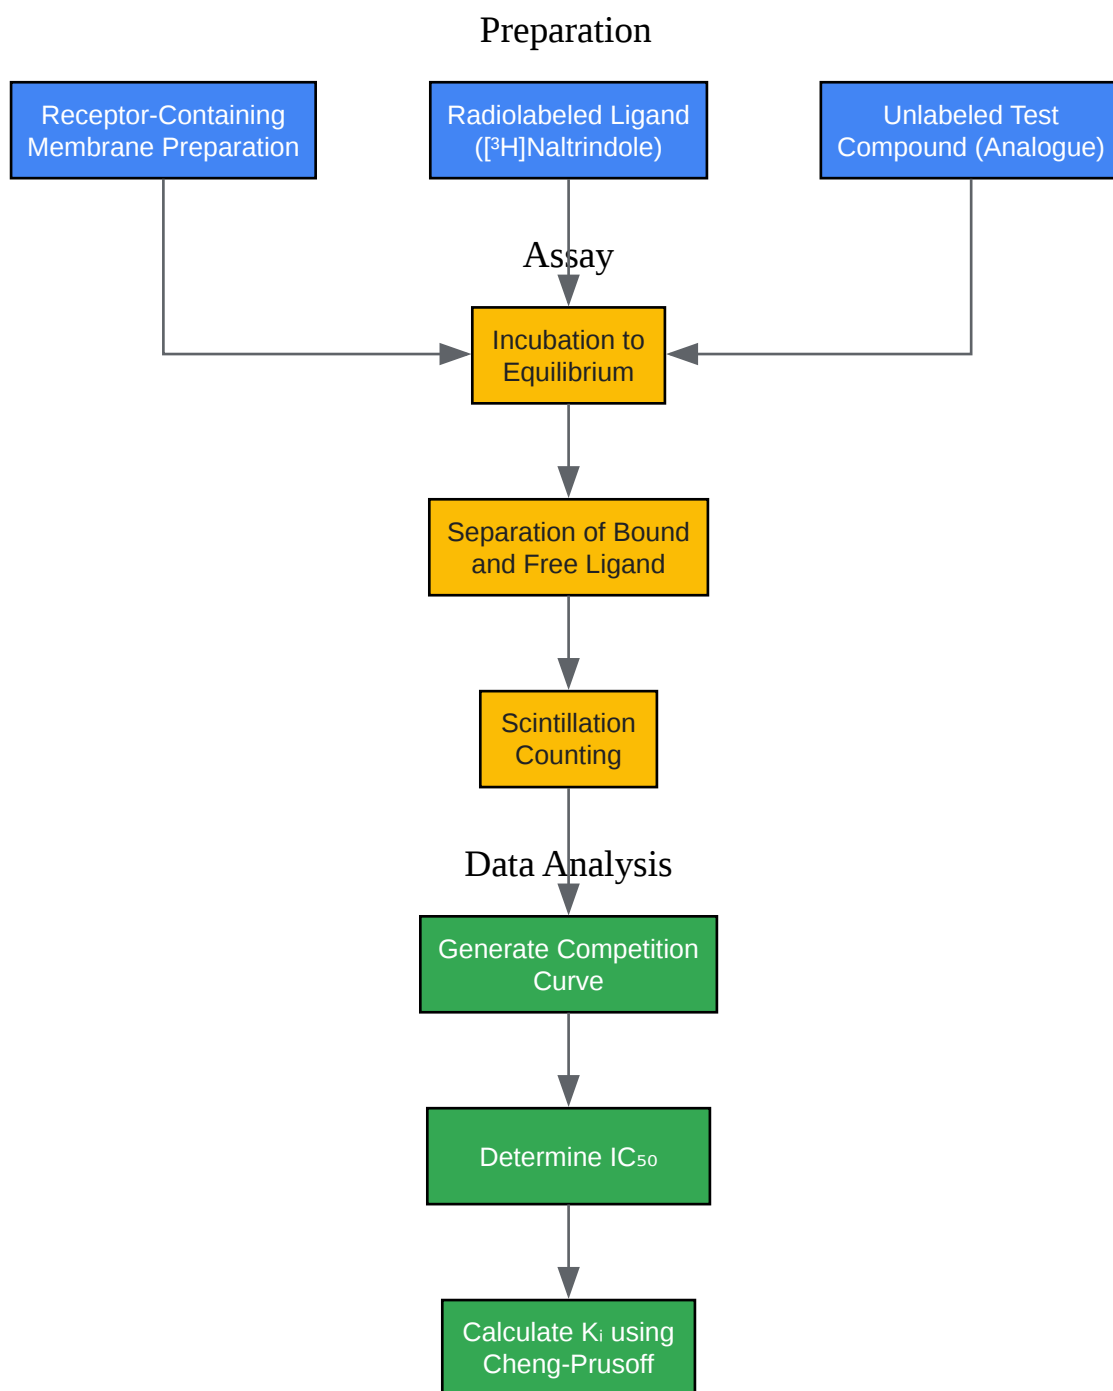 Preparation
Receptor-Containing
Membrane Preparation
Radiolabeled Ligand
([³H]Naltrindole)
Unlabeled Test
Compound (Analogue)
Assay
Incubation to
Equilibrium
Separation of Bound
and Free Ligand
Scintillation
Counting
Data Analysis
Generate Competition
Curve
Determine IC₅₀
Calculate Kᵢ using
Cheng-Prusoff